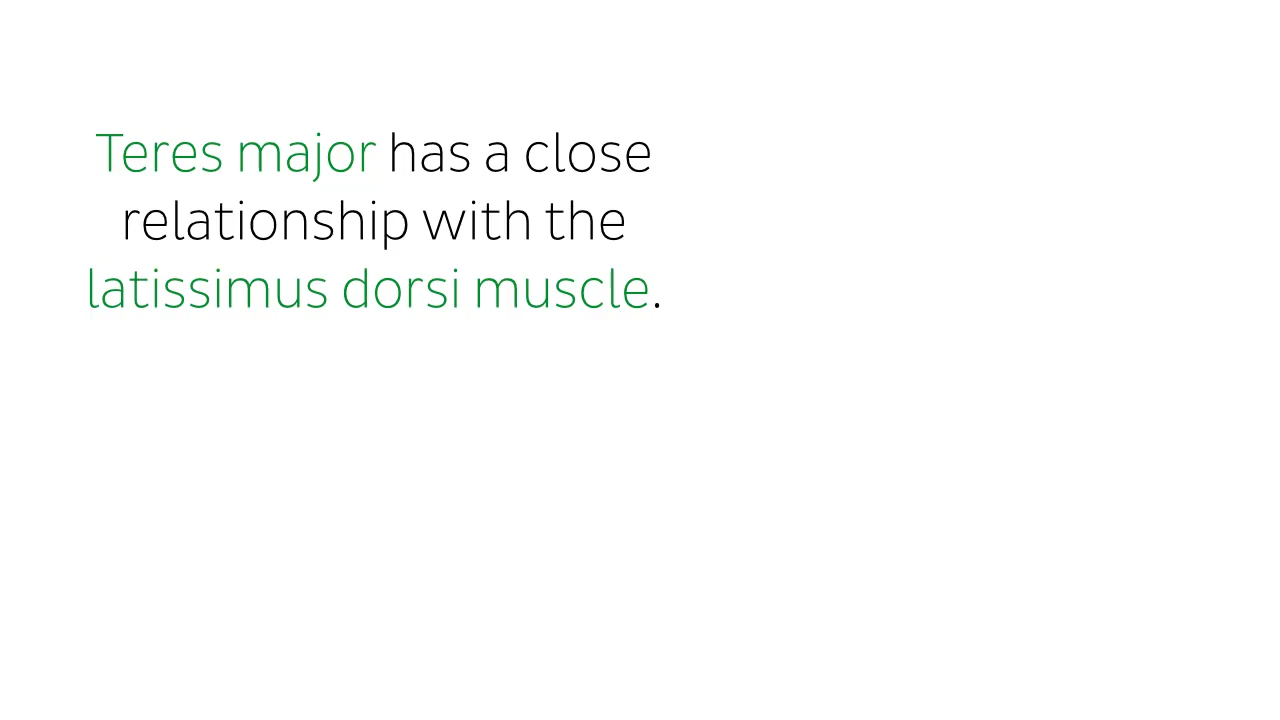 Teres major has a close
relationship with the
latissimus dorsi muscle.